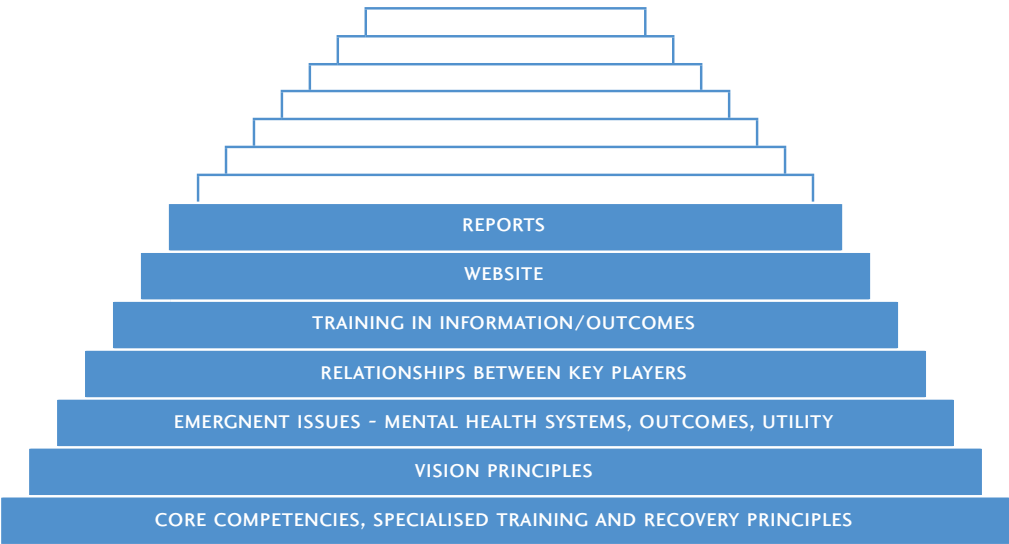 REPORTS
WEBSITE
TRAINING IN INFORMATION/OUTCOMES
RELATIONSHIPS BETWEEN KEY PLAYERS
EMERGNENT ISSUES - MENTAL HEALTH SYSTEMS, OUTCOMES, UTILITY
VISION PRINCIPLES
CORE COMPETENCIES, SPECIALISED TRAINING AND RECOVERY PRINCIPLES